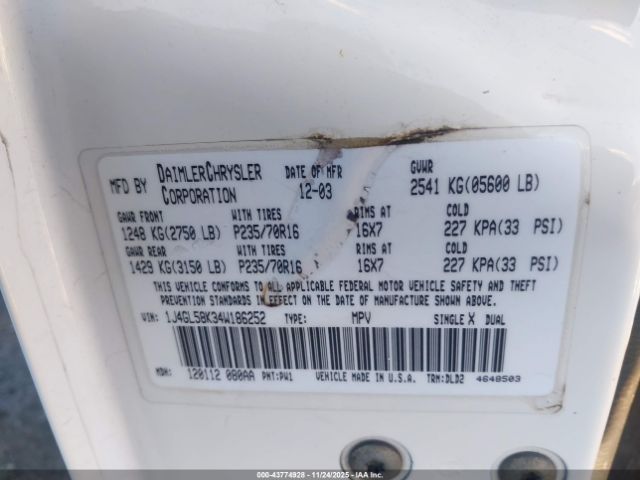 MFD BY DAIMLERCHRYSLER CORPORATION DATE OF MFR 12-03 GVWR 2541 KG(05600 LB)
GAWR FRONT WITH TIRES RIMS AT COLD
1248 KG(2750 LB) P235/70R16 16X7 227 KPA(33 PSI)
GAWR REAR WITH TIRES RIMS AT COLD
1429 KG(3150 LB) P235/70R16 16X7 227 KPA(33 PSI)
THIS VEHICLE CONFORMS TO ALL APPLICABLE FEDERAL MOTOR VEHICLE SAFETY AND THEFT
PREVENTION STANDARDS IN EFFECT ON THE DATE OF MANUFACTURE SHOWN ABOVE.
VIN: 1J4GL58K34W186252 TYPE: MPV SINGLE X DUAL
MDH: 120112 080AA PNT:PW1 VEHICLE MADE IN U.S.A. TRM:DLD2 4648503
© IAA 43774928 | 11/24/2025 | © IAA